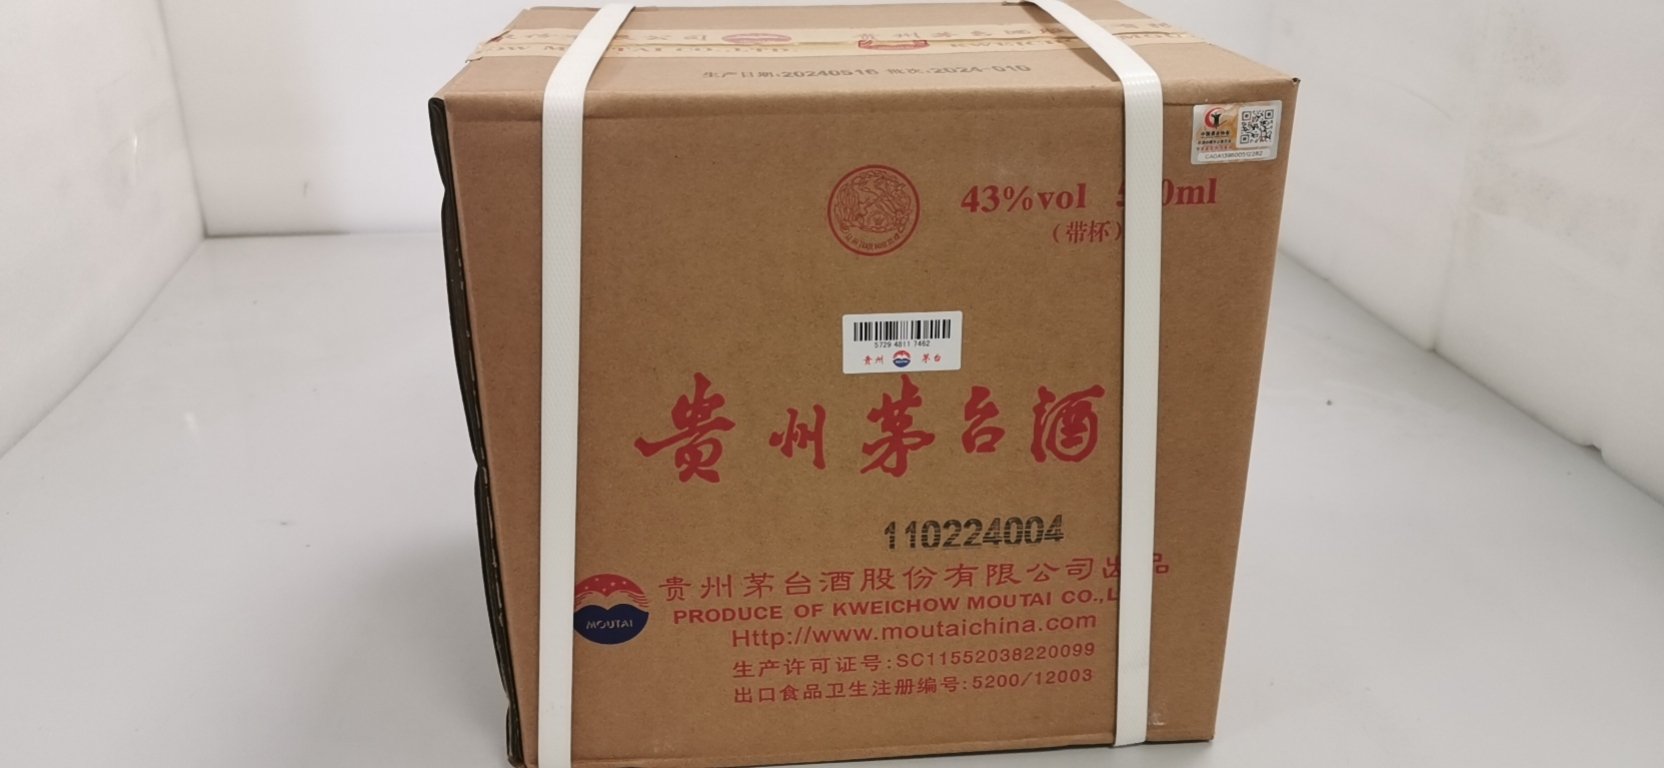 生产日期:20240516 批次:2024-010
43%vol
(带杯)
5729 4811 7462
贵州 MOUTAI 茅台
贵州茅台酒
110224004
贵州茅台酒股份有限公司出品
PRODUCE OF KWEICHOW MOUTAI CO.,L
MOUTAI
Http://www.moutaichina.com
生产许可证号:SC11552038220099
出口食品卫生注册编号:5200/12003